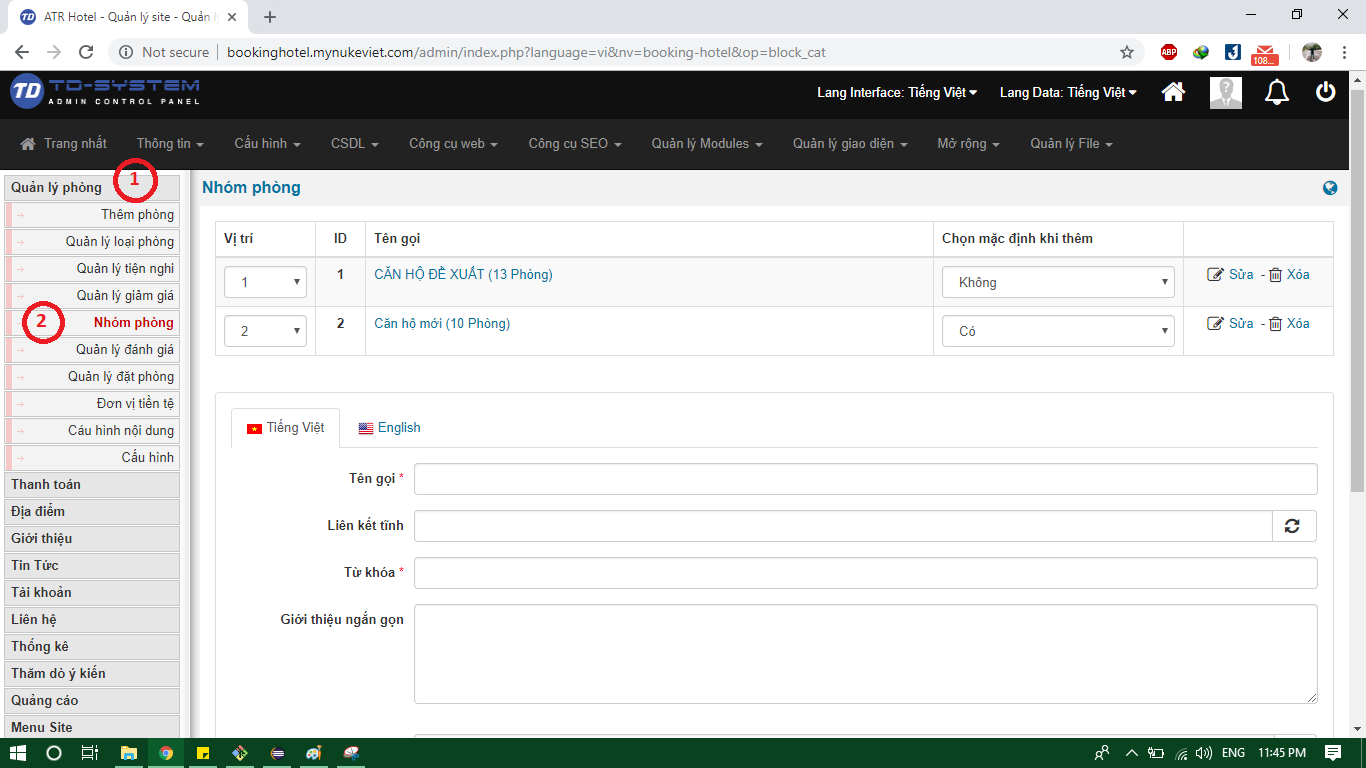 ATR Hotel - Quản lý site - Quản l
Not secure | bookinghotel.mynukeviet.com/admin/index.php?language=vi&nv=booking-hotel&op=block_cat
ABP
108...
TD TD-SYSTEM
ADMIN CONTROL PANEL
Lang Interface: Tiếng Việt Lang Data: Tiếng Việt
Trang nhất Thông tin Cấu hình CSDL Công cụ web Công cụ SEO Quản lý Modules Quản lý giao diện Mở rộng Quản lý File
Quản lý phòng 1
Thêm phòng
Quản lý loại phòng
Quản lý tiện nghi
Quản lý giảm giá
2 Nhóm phòng
Quản lý đánh giá
Quản lý đặt phòng
Đơn vị tiền tệ
Cáu hình nội dung
Cấu hình
Thanh toán
Địa điểm
Giới thiệu
Tin Tức
Tài khoản
Liên hệ
Thống kê
Thăm dò ý kiến
Quảng cáo
Menu Site
Nhóm phòng
Vị trí ID Tên gọi Chọn mặc định khi thêm
1 1 CĂN HỘ ĐỀ XUẤT (13 Phòng) Không Sửa - Xóa
2 2 Căn hộ mới (10 Phòng) Có Sửa - Xóa
Tiếng Việt English
Tên gọi *
Liên kết tĩnh
Từ khóa *
Giới thiệu ngắn gọn
ENG 11:45 PM